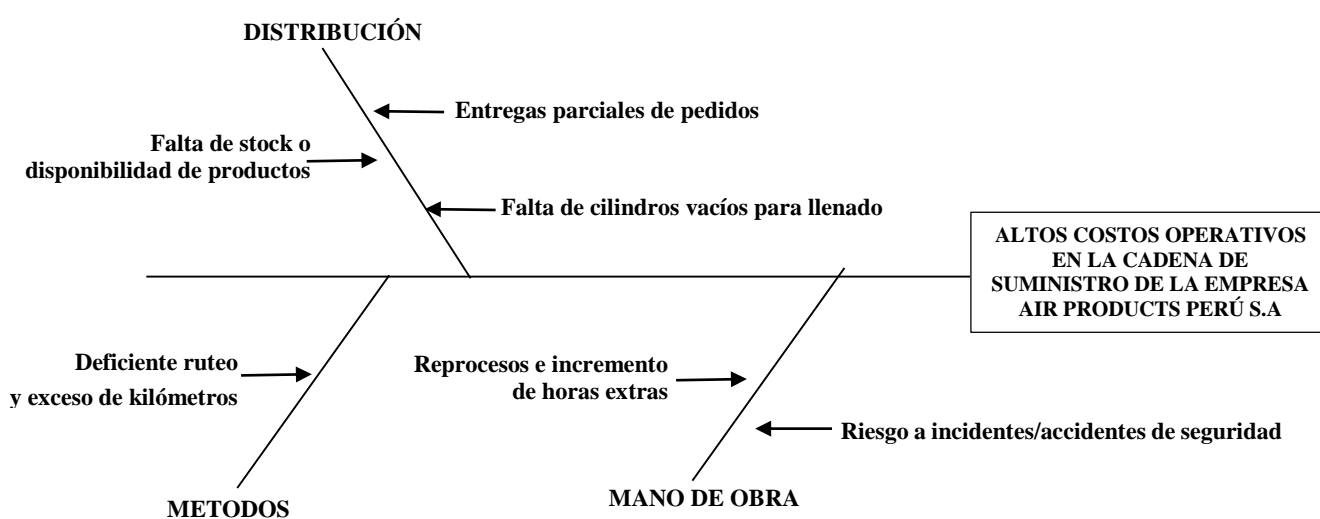 DISTRIBUCIÓN
Entregas parciales de pedidos
Falta de stock o
disponibilidad de productos
Falta de cilindros vacíos para llenado
ALTOS COSTOS OPERATIVOS
EN LA CADENA DE
SUMINISTRO DE LA EMPRESA
AIR PRODUCTS PERÚ S.A
Deficiente ruteo
y exceso de kilómetros
Reprocesos e incremento
de horas extras
Riesgo a incidentes/accidentes de seguridad
METODOS
MANO DE OBRA